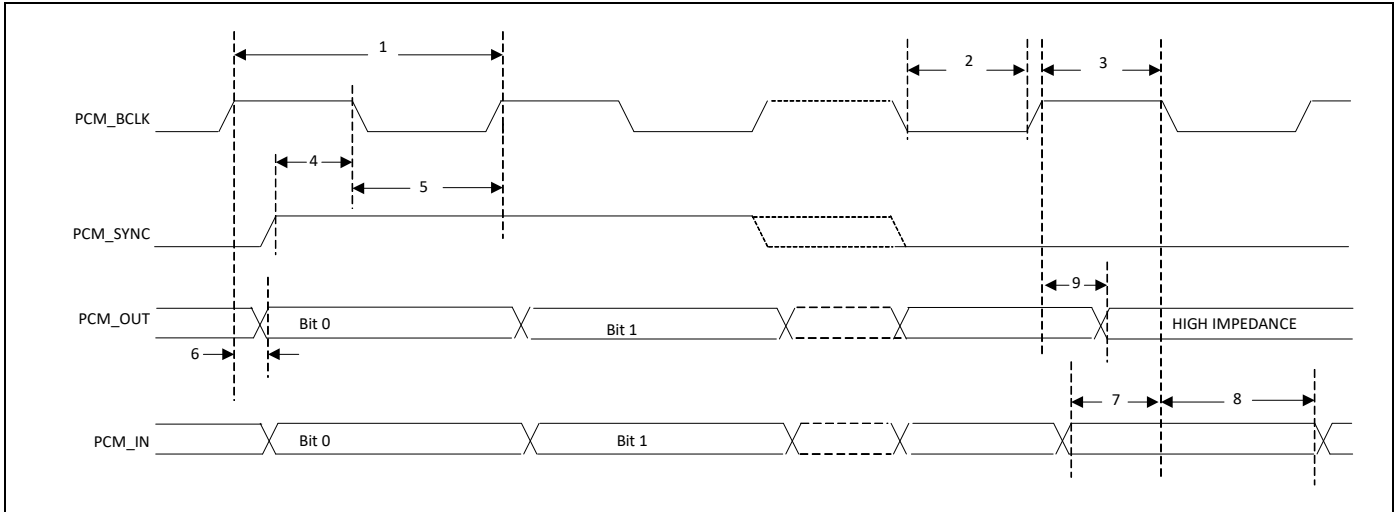 1
2
3
PCM_BCLK
4
5
PCM_SYNC
9
PCM_OUT
Bit 0
Bit 1
HIGH IMPEDANCE
6
7
8
PCM_IN
Bit 0
Bit 1